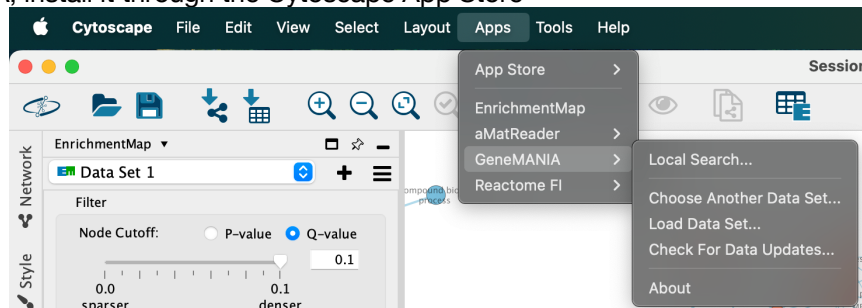 install it through the Cytoscape App Store
Cytoscape File Edit View Select Layout Apps Tools Help
Session
App Store
EnrichmentMap
aMatReader
GeneMANIA
Reactome FI
Local Search...
Choose Another Data Set...
Load Data Set...
Check For Data Updates...
About
Network
Style
EnrichmentMap
Data Set 1
Filter
Node Cutoff: P-value Q-value
0.1
0.0 0.1
sparser denser
compound bio
process